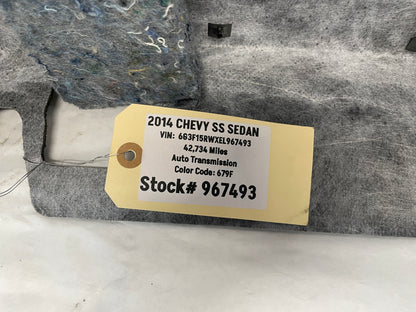 2014 CHEVY SS SEDAN
VIN: 6G3F15RWXEL967493
42,734 Miles
Auto Transmission
Color Code: 679F
Stock# 967493